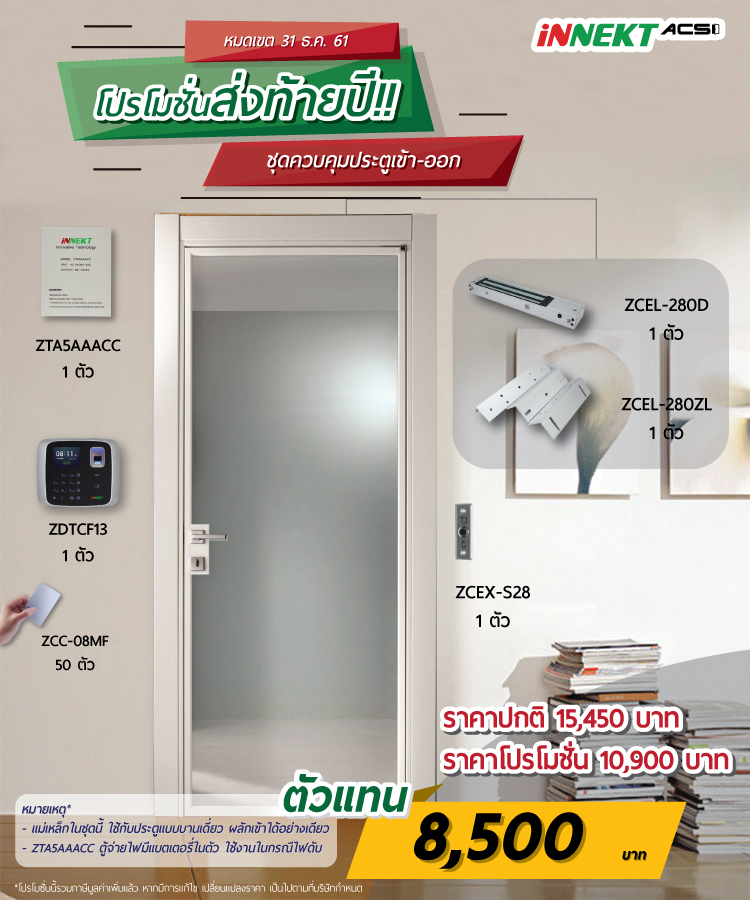 หมดเขต 31 ธ.ค. 61
iNNEKT ACSI
โปรโมชั่นส่งท้ายปี!!
ชุดควบคุมประตูเข้า-ออก
iNNEKT
Innovative Technology
ZTA5AAACC
1 ตัว
ZCEL-280D
1 ตัว
ZCEL-280ZL
1 ตัว
08:11
iNNEKT
ZDTCF13
1 ตัว
ZCEX-S28
1 ตัว
ZCC-08MF
50 ตัว
ราคาปกติ 15,450 บาท
ราคาโปรโมชั่น 10,900 บาท
ตัวแทน
8,500 บาท
หมายเหตุ*
- แม่เหล็กในชุดนี้ ใช้กับประตูแบบบานเดี่ยว ผลักเข้าได้อย่างเดียว
- ZTA5AAACC ตู้จ่ายไฟมีแบตเตอรี่ในตัว ใช้งานในกรณีไฟดับ
*โปรโมชั่นนี้รวมภาษีมูลค่าเพิ่มแล้ว หากมีการแก้ไข เปลี่ยนแปลงราคา เป็นไปตามที่บริษัทกำหนด